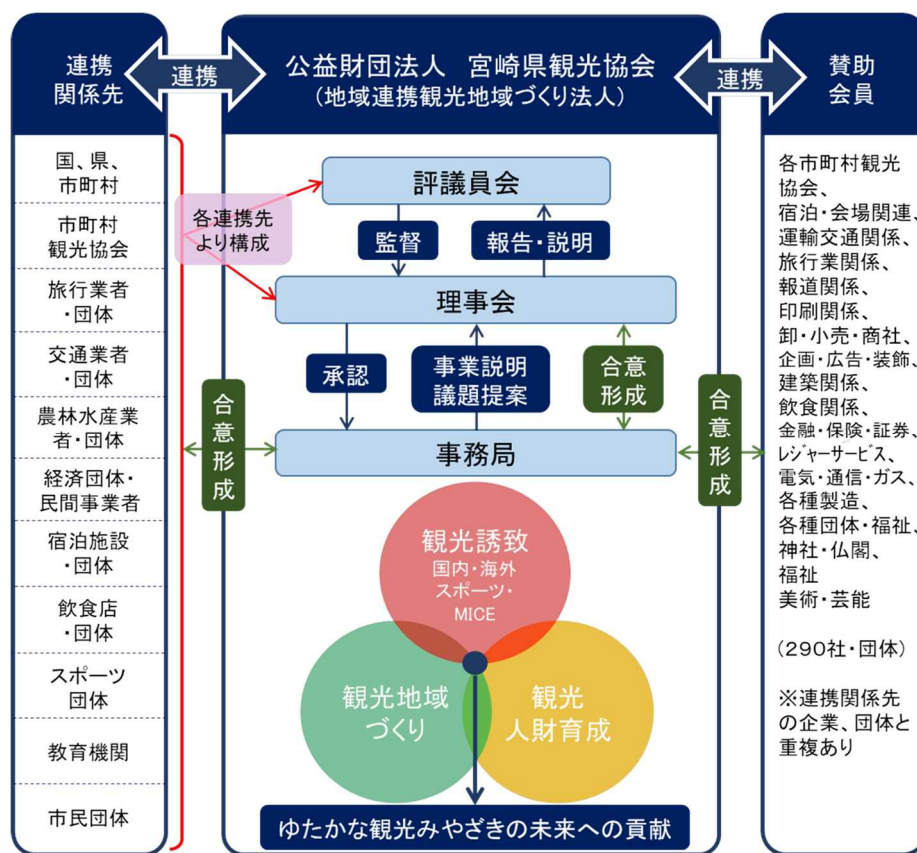 連携
関係先
連携
公益財団法人　宮崎県観光協会
(地域連携観光地域づくり法人)
連携
賛助
会員
国、県、
市町村
市町村
観光協会
旅行業者
・団体
交通業者
・団体
農林水産業
者・団体
経済団体・
民間事業者
宿泊施設
・団体
飲食店
・団体
スポーツ
団体
教育機関
市民団体
各連携先
より構成
合意形成
評議員会
監督
報告・説明
理事会
承認
事業説明
議題提案
合意
形成
事務局
観光誘致
国内・海外
スポーツ・
MICE
観光地域
づくり
観光
人財育成
ゆたかな観光みやざきの未来への貢献
合意形成
各市町村観光
協会、
宿泊・会場関連、
運輸交通関係、
旅行業関係、
報道関係、
印刷関係、
卸・小売・商社、
企画・広告・装飾、
建築関係、
飲食関係、
金融・保険・証券、
レジャーサービス、
電気・通信・ガス、
各種製造、
各種団体・福祉、
神社・仏閣、
福祉
美術・芸能
(290社・団体)
※連携関係先
の企業、団体と
重複あり